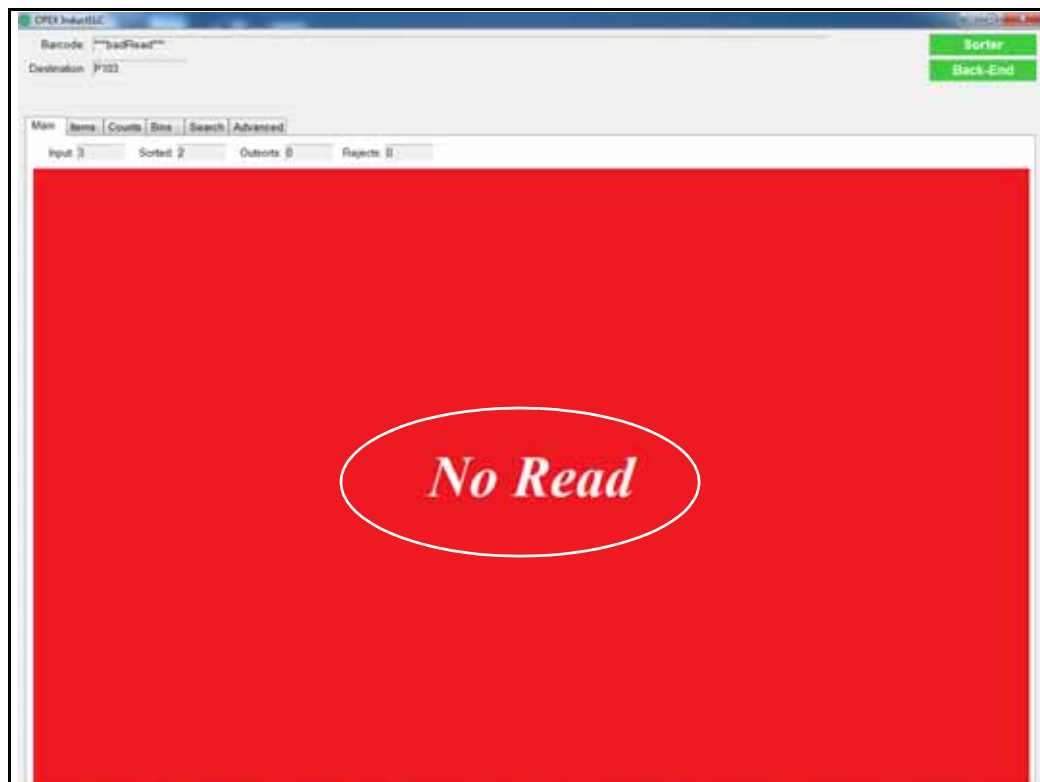 OPEX InductELC
Barcode: ***badRead***
Sorter
Destination: P103
Back-End
Main Items Counts Bins Search Advanced
Input: 3 Sorted: 2 Outsorts: 0 Rejects: 0
No Read